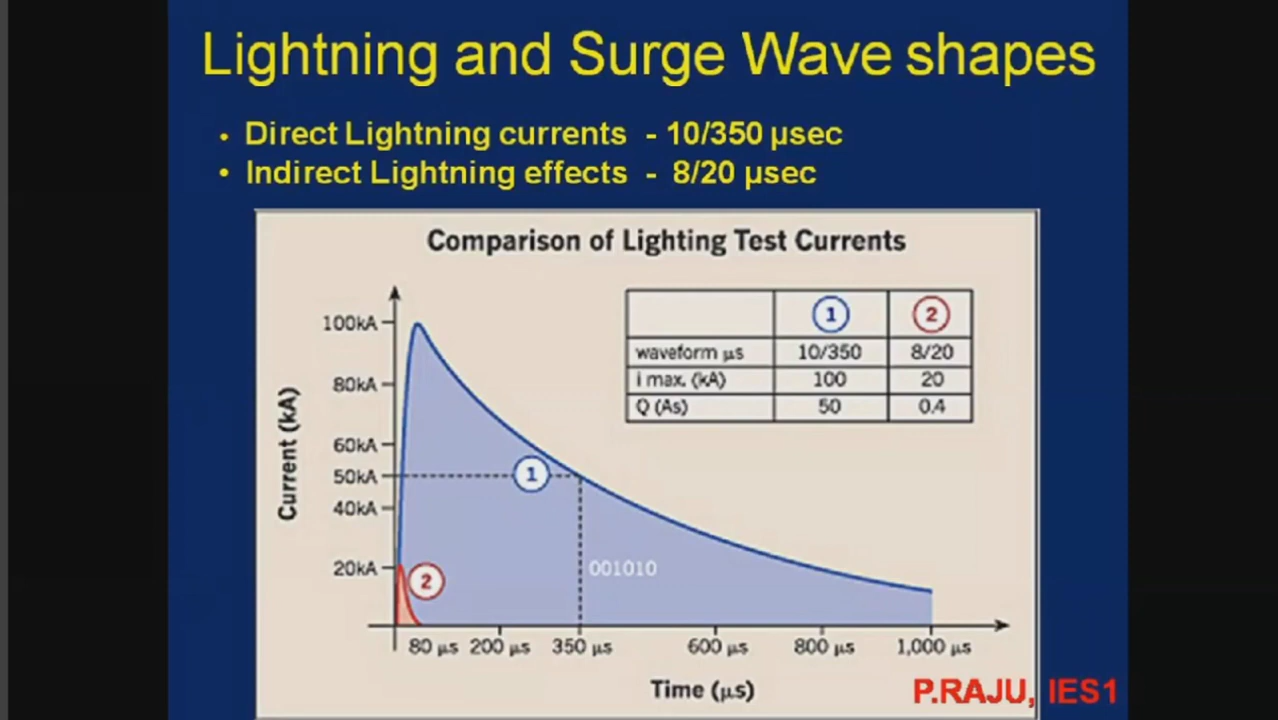 Lightning and Surge Wave shapes
• Direct Lightning currents - 10/350 µsec
• Indirect Lightning effects - 8/20 µsec
Comparison of Lighting Test Currents
1 2
waveform µs 10/350 8/20
i max. (kA) 100 20
Q (As) 50 0.4
Current (kA)
100kA
80kA
60kA
50kA
40kA
20kA
1
2
001010
80 µs 200 µs 350 µs 600 µs 800 µs 1,000 µs
Time (µs)
P.RAJU, IES1